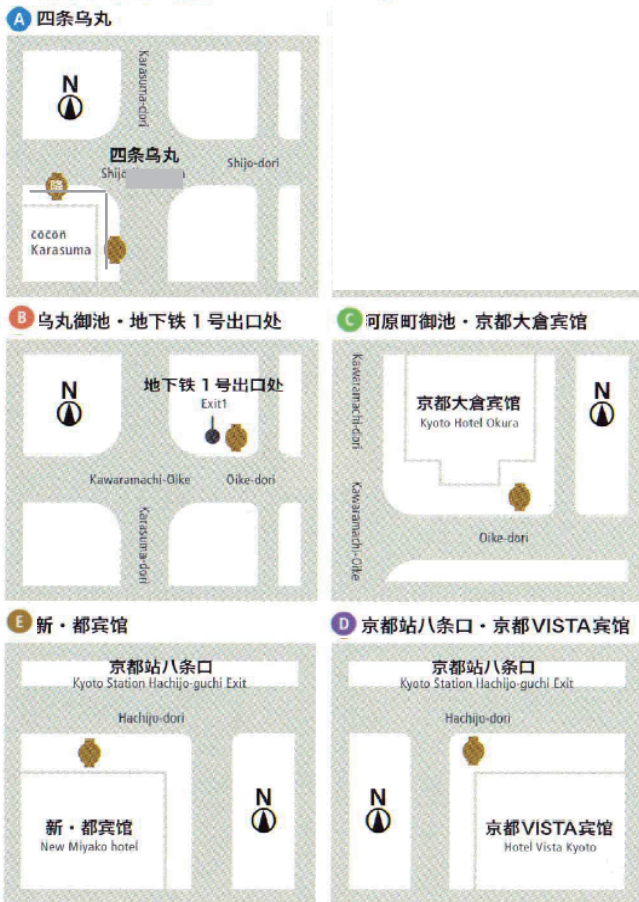 A 四条乌丸
Karasuma-dori
N
四条乌丸
Shijo-dori
降
cocon
Karasuma
B 乌丸御池・地下铁 1 号出口处
N
地下铁 1 号出口处
Exit1
Kawaramachi-Oike
Oike-dori
Karasuma-dori
C 河原町御池・京都大倉宾馆
Kawaramachi-dori
京都大倉宾馆
Kyoto Hotel Okura
N
Kawaramachi-Oike
Oike-dori
E 新・都宾馆
京都站八条口
Kyoto Station Hachijo-guchi Exit
Hachijo-dori
N
新・都宾馆
New Miyako hotel
D 京都站八条口・京都VISTA宾馆
京都站八条口
Kyoto Station Hachijo-guchi Exit
Hachijo-dori
N
京都VISTA宾馆
Hotel Vista Kyoto